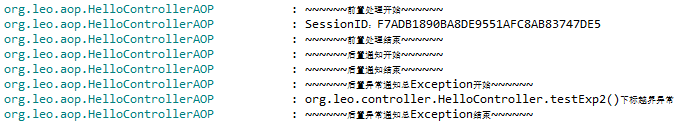 org.leo.aop.HelloControllerAOP : ~~~~~~前置处理开始~~~~~~
org.leo.aop.HelloControllerAOP : SessionID：F7ADB1890BA8DE9551AFC8AB83747DE5
org.leo.aop.HelloControllerAOP : ~~~~~~前置处理结束~~~~~~
org.leo.aop.HelloControllerAOP : ~~~~~~后置通知开始~~~~~~
org.leo.aop.HelloControllerAOP : ~~~~~~后置通知结束~~~~~~
org.leo.aop.HelloControllerAOP : ~~~~~~后置异常通知总Exception开始~~~~~~
org.leo.aop.HelloControllerAOP : org.leo.controller.HelloController.testExp2()下标越界异常
org.leo.aop.HelloControllerAOP : ~~~~~~后置异常通知总Exception结束~~~~~~